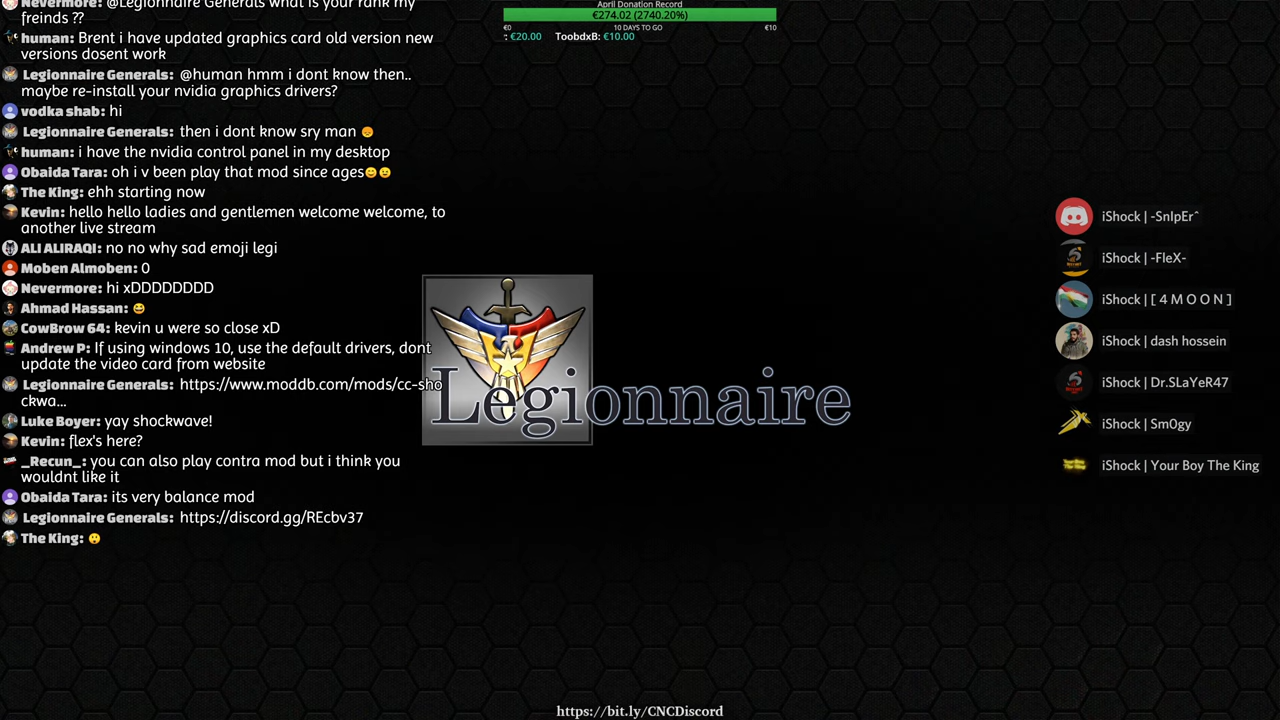 Nevermore: @Legionnaire Generals what is your rank my
freinds ??
human: Brent i have updated graphics card old version new
versions dosent work
Legionnaire Generals: @human hmm i dont know then..
maybe re-install your nvidia graphics drivers?
vodka shab: hi
Legionnaire Generals: then i dont know sry man 😞
human: i have the nvidia control panel in my desktop
Obaida Tara: oh i v been play that mod since ages😊😉
The King: ehh starting now
Kevin: hello hello ladies and gentlemen welcome welcome, to
another live stream
ALI ALIRAQI: no no why sad emoji legi
Moben Almoben: 0
Nevermore: hi xDDDDDDDD
Ahmad Hassan: 😄
CowBrow 64: kevin u were so close xD
Andrew P: If using windows 10, use the default drivers, dont
update the video card from website
Legionnaire Generals: https://www.moddb.com/mods/cc-sho
ckwa...
Luke Boyer: yay shockwave!
Kevin: flex's here?
_Recun_: you can also play contra mod but i think you
wouldnt like it
Obaida Tara: its very balance mod
Legionnaire Generals: https://discord.gg/REcbv37
The King: 😲
April Donation Record
€274.02 (2740.20%)
€0 10 DAYS TO GO €10
: €20.00 ToobdxB: €10.00
Legionnaire
iShock | -SnIpErˆ
iShock | -FleX-
iShock | [ 4 M O O N ]
iShock | dash hossein
iShock | Dr.SLaYeR47
iShock | Sm0gy
iShock | Your Boy The King
https://bit.ly/CNCDiscord